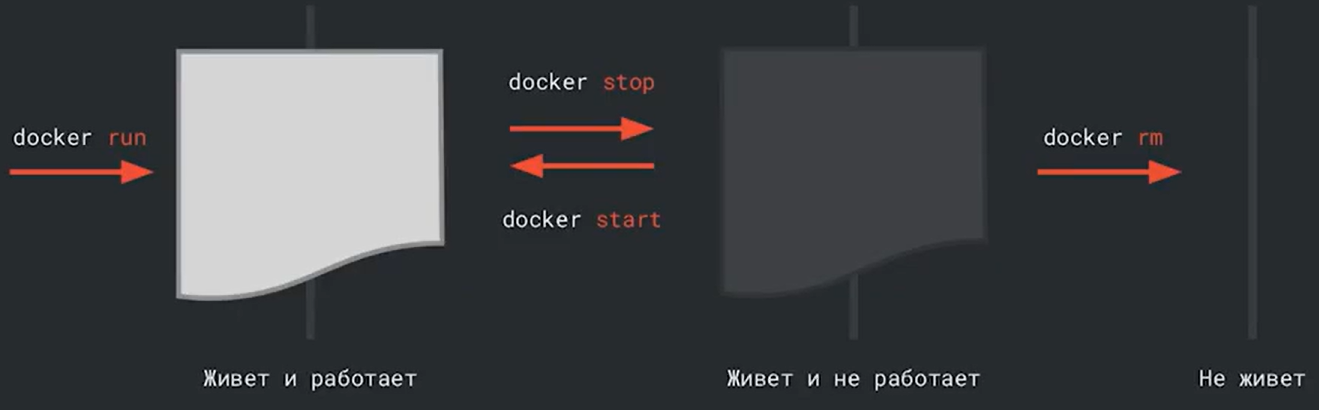 docker run
docker stop
docker start
docker rm
Живет и работает
Живет и не работает
Не живет